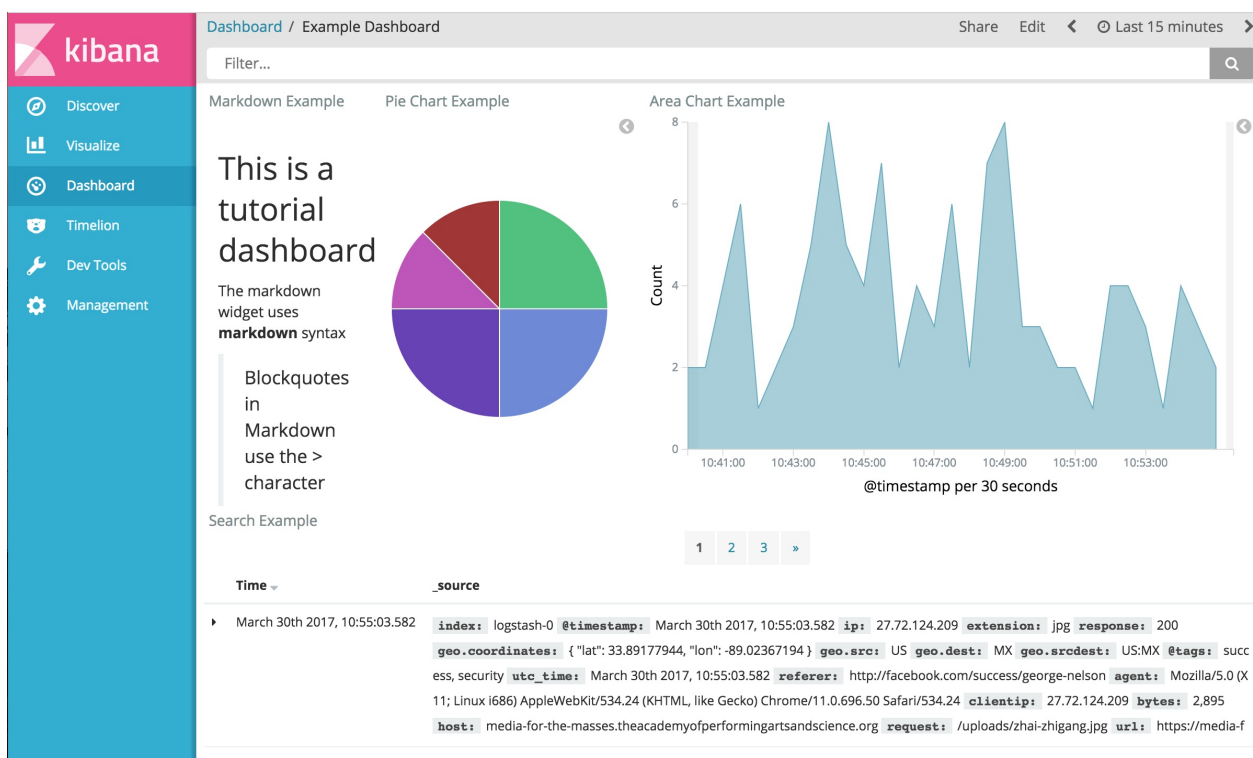 kibana
Discover
Visualize
Dashboard
Timelion
Dev Tools
Management
Dashboard / Example Dashboard
Share Edit Last 15 minutes
Filter...
Markdown Example
This is a
tutorial
dashboard
The markdown
widget uses
markdown syntax
Blockquotes
in
Markdown
use the >
character
Pie Chart Example
Area Chart Example
Count
8
6
4
2
0
10:41:00 10:43:00 10:45:00 10:47:00 10:49:00 10:51:00 10:53:00
@timestamp per 30 seconds
Search Example
1 2 3 »
Time _source
March 30th 2017, 10:55:03.582
index: logstash-0 @timestamp: March 30th 2017, 10:55:03.582 ip: 27.72.124.209 extension: jpg response: 200
geo.coordinates: { "lat": 33.89177944, "lon": -89.02367194 } geo.src: US geo.dest: MX geo.srcdest: US:MX @tags: succ
ess, security utc_time: March 30th 2017, 10:55:03.582 referer: http://facebook.com/success/george-nelson agent: Mozilla/5.0 (X
11; Linux i686) AppleWebKit/534.24 (KHTML, like Gecko) Chrome/11.0.696.50 Safari/534.24 clientip: 27.72.124.209 bytes: 2,895
host: media-for-the-masses.theacademyofperformingartsandscience.org request: /uploads/zhai-zhigang.jpg url: https://media-f